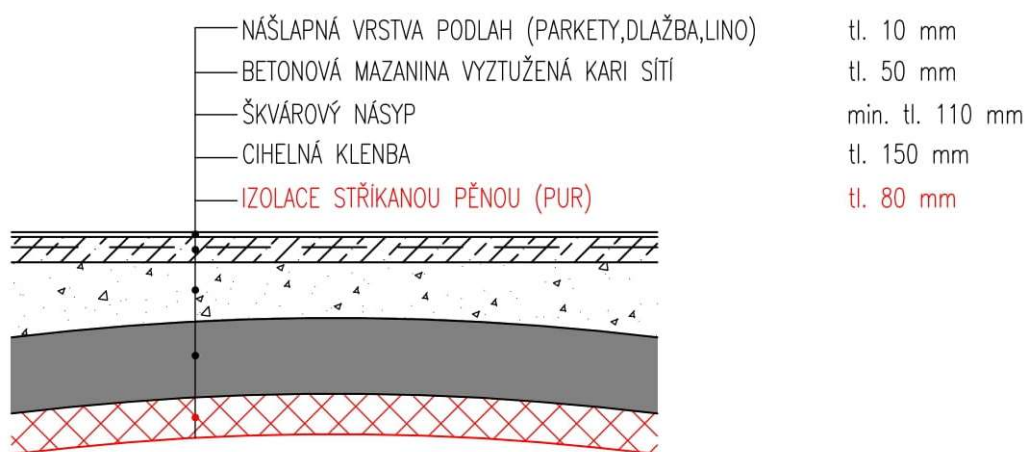 NÁŠLAPNÁ VRSTVA PODLAH (PARKETY,DLAŽBA,LINO) tl. 10 mm
BETONOVÁ MAZANINA VYZTUŽENÁ KARI SÍTÍ tl. 50 mm
ŠKVÁROVÝ NÁSYP min. tl. 110 mm
CIHELNÁ KLENBA tl. 150 mm
IZOLACE STŘÍKANOU PĚNOU (PUR) tl. 80 mm